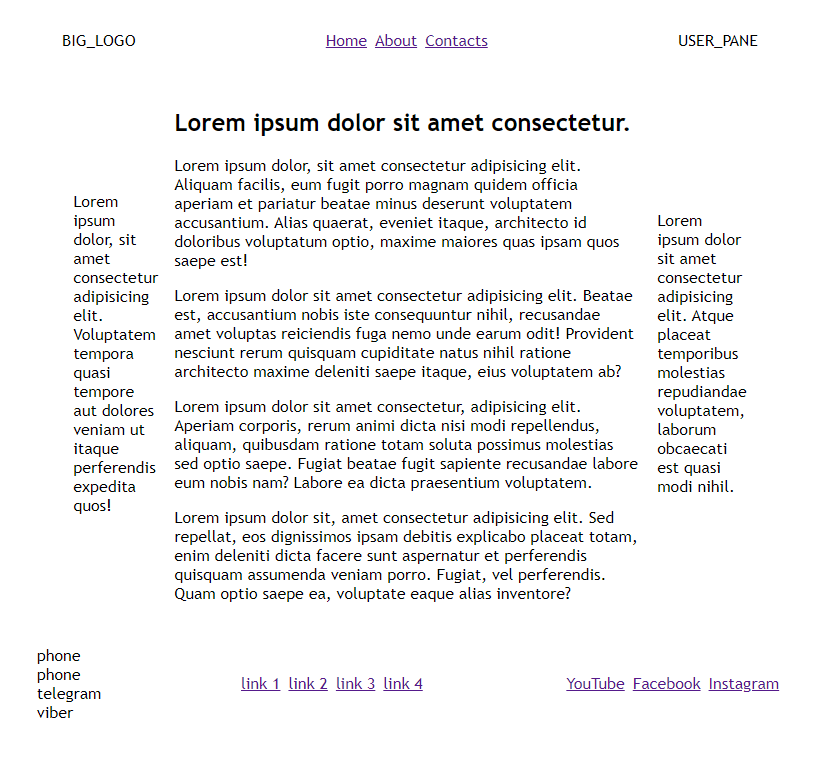 BIG_LOGO
Home About Contacts
USER_PANE
Lorem
ipsum
dolor, sit
amet
consectetur
adipisicing
elit.
Voluptatem
tempora
quasi
tempore
aut dolores
veniam ut
itaque
perferendis
expedita
quos!
Lorem ipsum dolor sit amet consectetur.
Lorem ipsum dolor, sit amet consectetur adipisicing elit.
Aliquam facilis, eum fugit porro magnam quidem officia
aperiam et pariatur beatae minus deserunt voluptatem
accusantium. Alias quaerat, eveniet itaque, architecto id
doloribus voluptatum optio, maxime maiores quas ipsam quos
saepe est!
Lorem ipsum dolor sit amet consectetur adipisicing elit. Beatae
est, accusantium nobis iste consequuntur nihil, recusandae
amet voluptas reiciendis fuga nemo unde earum odit! Provident
nesciunt rerum quisquam cupiditate natus nihil ratione
architecto maxime deleniti saepe itaque, eius voluptatem ab?
Lorem ipsum dolor sit amet consectetur, adipisicing elit.
Aperiam corporis, rerum animi dicta nisi modi repellendus,
aliquam, quibusdam ratione totam soluta possimus molestias
sed optio saepe. Fugiat beatae fugit sapiente recusandae labore
eum nobis nam? Labore ea dicta praesentium voluptatem.
Lorem ipsum dolor sit, amet consectetur adipisicing elit. Sed
repellat, eos dignissimos ipsam debitis explicabo placeat totam,
enim deleniti dicta facere sunt aspernatur et perferendis
quisquam assumenda veniam porro. Fugiat, vel perferendis.
Quam optio saepe ea, voluptate eaque alias inventore?
Lorem
ipsum dolor
sit amet
consectetur
adipisicing
elit. Atque
placeat
temporibus
molestias
repudiandae
voluptatem,
laborum
obcaecati
est quasi
modi nihil.
phone
phone
telegram
viber
link 1 link 2 link 3 link 4
YouTube Facebook Instagram